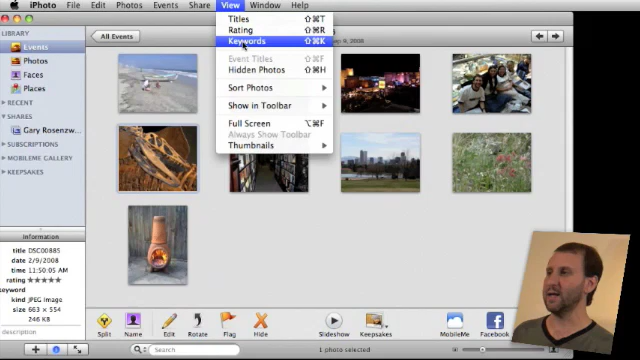 iPhoto File Edit Photos Events Share View Window Help
LIBRARY
Events
Photos
Faces
Places
RECENT
SHARES
Gary Rosenzw...
SUBSCRIPTIONS
MOBILEME GALLERY
KEEPSAKES
All Events
Sep 9, 2008
Titles ⇧⌘T
Rating ⇧⌘R
Keywords ⇧⌘K
Event Titles ⇧⌘F
Hidden Photos ⇧⌘H
Sort Photos
Show in Toolbar
Full Screen ⌥⌘F
Always Show Toolbar
Thumbnails
Information
title DSC00885
date 2/9/2008
time 11:50:05 AM
rating ★★★★★
keyword
kind JPEG image
size 663 x 554
246 KB
description
Split Name Edit Rotate Flag Hide Slideshow Keepsakes MobileMe Facebook
Search
1 photo selected